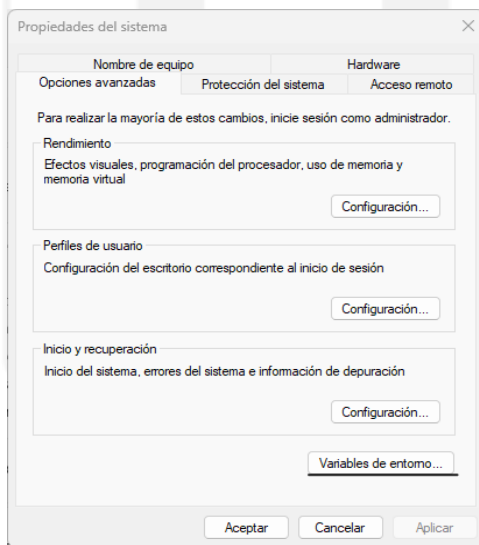 Propiedades del sistema
Nombre de equipo
Hardware
Opciones avanzadas
Protección del sistema
Acceso remoto
Para realizar la mayoría de estos cambios, inicie sesión como administrador.
Rendimiento
Efectos visuales, programación del procesador, uso de memoria y
memoria virtual
Configuración...
Perfiles de usuario
Configuración del escritorio correspondiente al inicio de sesión
Configuración...
Inicio y recuperación
Inicio del sistema, errores del sistema e información de depuración
Configuración...
Variables de entorno...
Aceptar
Cancelar
Aplicar